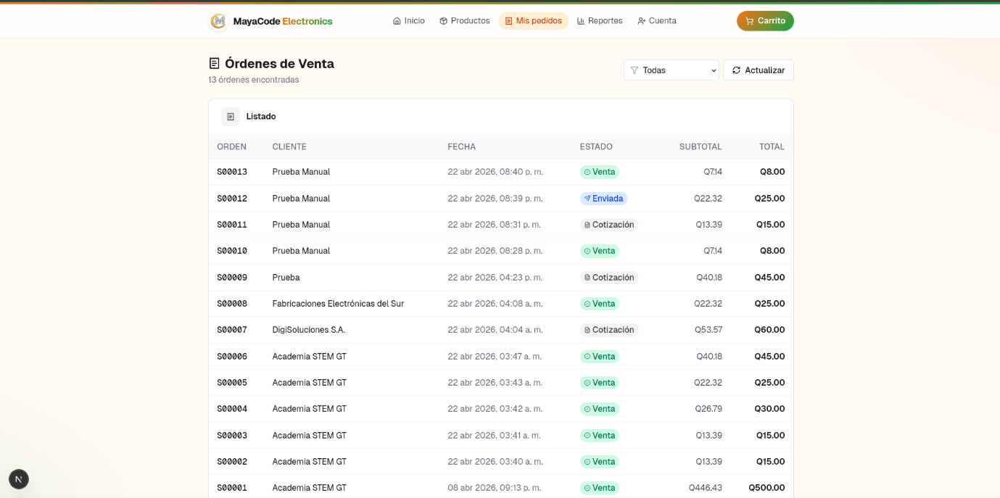 MayaCode Electronics Inicio Productos Mis pedidos Reportes Cuenta Carrito
Órdenes de Venta
13 órdenes encontradas
Todas Actualizar
Listado
ORDEN CLIENTE FECHA ESTADO SUBTOTAL TOTAL
S00013 Prueba Manual 22 abr 2026, 08:40 p. m. Venta Q7.14 Q8.00
S00012 Prueba Manual 22 abr 2026, 08:39 p. m. Enviada Q22.32 Q25.00
S00011 Prueba Manual 22 abr 2026, 08:31 p. m. Cotización Q13.39 Q15.00
S00010 Prueba Manual 22 abr 2026, 08:28 p. m. Venta Q7.14 Q8.00
S00009 Prueba 22 abr 2026, 04:23 p. m. Cotización Q40.18 Q45.00
S00008 Fabricaciones Electrónicas del Sur 22 abr 2026, 04:08 a. m. Venta Q22.32 Q25.00
S00007 DigiSoluciones S.A. 22 abr 2026, 04:04 a. m. Cotización Q53.57 Q60.00
S00006 Academia STEM GT 22 abr 2026, 03:47 a. m. Venta Q40.18 Q45.00
S00005 Academia STEM GT 22 abr 2026, 03:43 a. m. Venta Q22.32 Q25.00
S00004 Academia STEM GT 22 abr 2026, 03:42 a. m. Venta Q26.79 Q30.00
S00003 Academia STEM GT 22 abr 2026, 03:41 a. m. Venta Q13.39 Q15.00
S00002 Academia STEM GT 22 abr 2026, 03:40 a. m. Venta Q13.39 Q15.00
S00001 Academia STEM GT 08 abr 2026, 09:13 p. m. Venta Q446.43 Q500.00
N